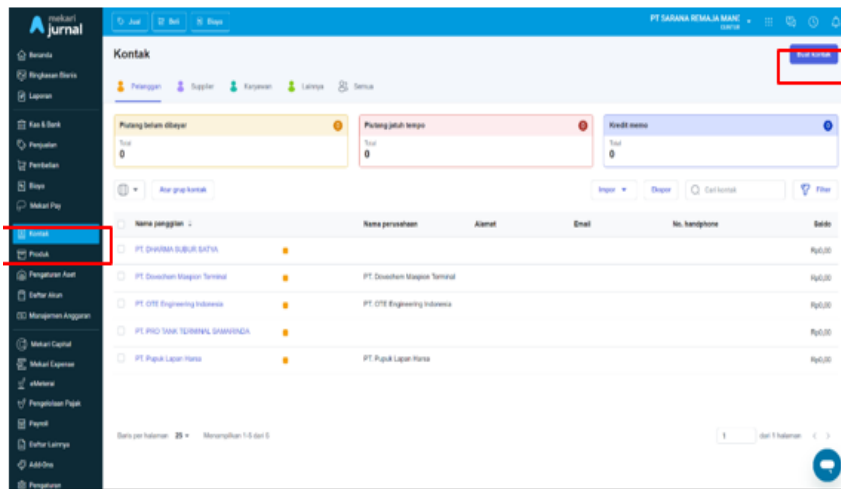 mekari
jurnal
Jual Beli Biaya
PT SARANA REMAJA MANI
Beranda
Ringkasan Bisnis
Laporan
Kas & Bank
Penjualan
Pembelian
Biaya
Mekari Pay
Kontak
Produk
Pengaturan Aset
Daftar Akun
Manajemen Anggaran
Mekari Capital
Mekari Expense
eMeterai
Pengelolaan Pajak
Payroll
Daftar Lainnya
Add-Ons
Pengaturan
Kontak
Buat kontak
Pelanggan Supplier Karyawan Lainnya Semua
Piutang belum dibayar 0
Total
0
Piutang jatuh tempo 0
Total
0
Kredit memo 0
Total
0
Atur grup kontak Impor Ekspor Cari kontak Filter
Nama panggilan Nama perusahaan Alamat Email No. handphone Saldo
PT. DHARMA SUBUR SATYA Rp0,00
PT. Dovechem Maspion Terminal PT. Dovechem Maspion Terminal Rp0,00
PT. OTE Engineering Indonesia PT. OTE Engineering Indonesia Rp0,00
PT. PRO TANK TERMINAL SAMARINDA Rp0,00
PT. Pupuk Lapan Harsa PT. Pupuk Lapan Harsa Rp0,00
Baris per halaman 25 Menampilkan 1-5 dari 5 1 dari 1 halaman